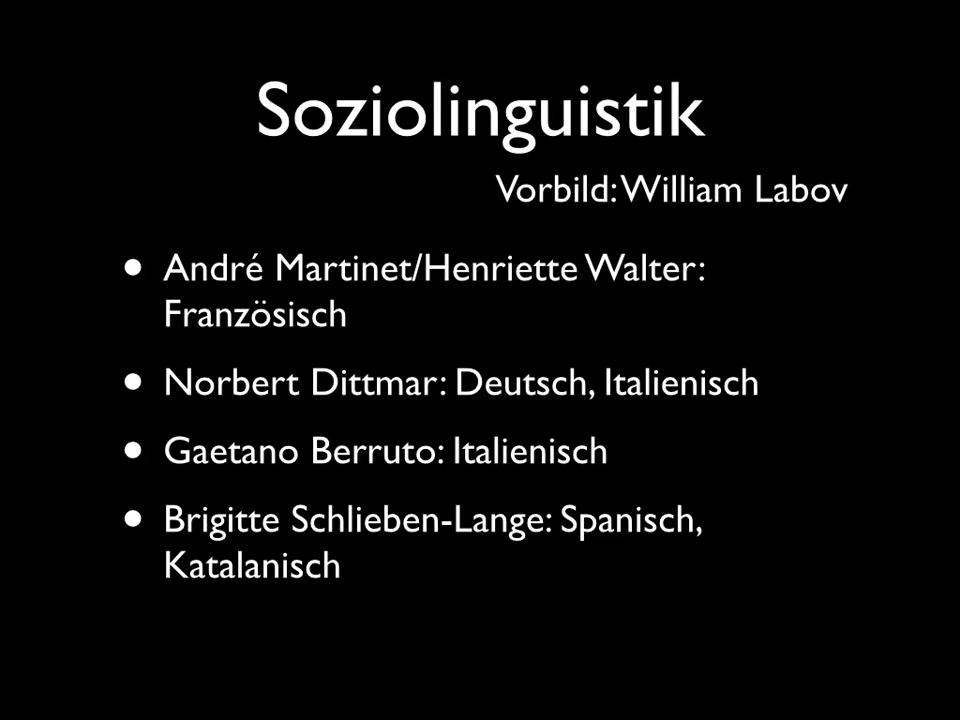 Soziolinguistik
Vorbild: William Labov
• André Martinet/Henriette Walter:
Französisch
• Norbert Dittmar: Deutsch, Italienisch
• Gaetano Berruto: Italienisch
• Brigitte Schlieben-Lange: Spanisch,
Katalanisch